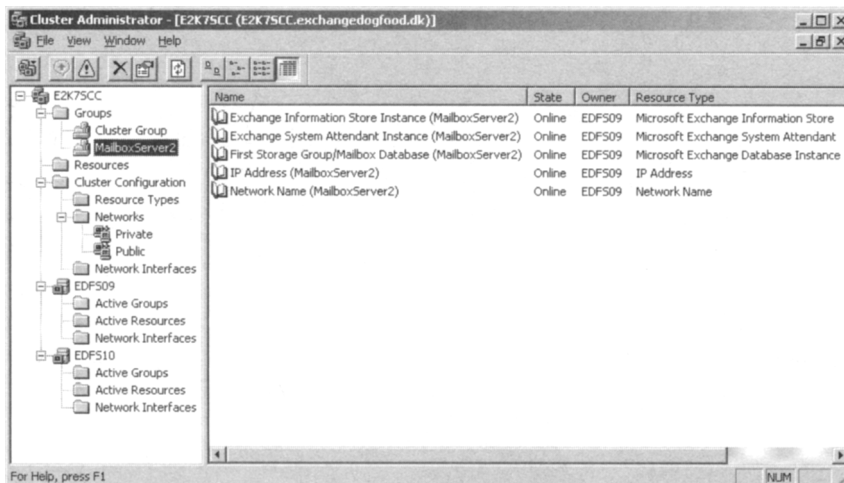 Cluster Administrator - [E2K7SCC (E2K7SCC.exchangedogfood.dk)]
File View Window Help
E2K7SCC
Groups
Cluster Group
MailboxServer2
Resources
Cluster Configuration
Resource Types
Networks
Private
Public
Network Interfaces
EDFS09
Active Groups
Active Resources
Network Interfaces
EDFS10
Active Groups
Active Resources
Network Interfaces
Name State Owner Resource Type
Exchange Information Store Instance (MailboxServer2) Online EDFS09 Microsoft Exchange Information Store
Exchange System Attendant Instance (MailboxServer2) Online EDFS09 Microsoft Exchange System Attendant
First Storage Group/Mailbox Database (MailboxServer2) Online EDFS09 Microsoft Exchange Database Instance
IP Address (MailboxServer2) Online EDFS09 IP Address
Network Name (MailboxServer2) Online EDFS09 Network Name
For Help, press F1
NUM